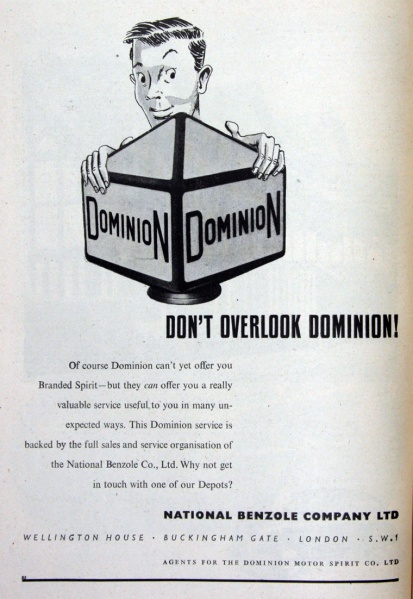 DOMINION DOMINION
DON'T OVERLOOK DOMINION!
Of course Dominion can't yet offer you
Branded Spirit—but they can offer you a really
valuable service useful to you in many un-
expected ways. This Dominion service is
backed by the full sales and service organisation of
the National Benzole Co., Ltd. Why not get
in touch with one of our Depots?
NATIONAL BENZOLE COMPANY LTD
WELLINGTON HOUSE · BUCKINGHAM GATE · LONDON · S.W.1
AGENTS FOR THE DOMINION MOTOR SPIRIT CO. LTD